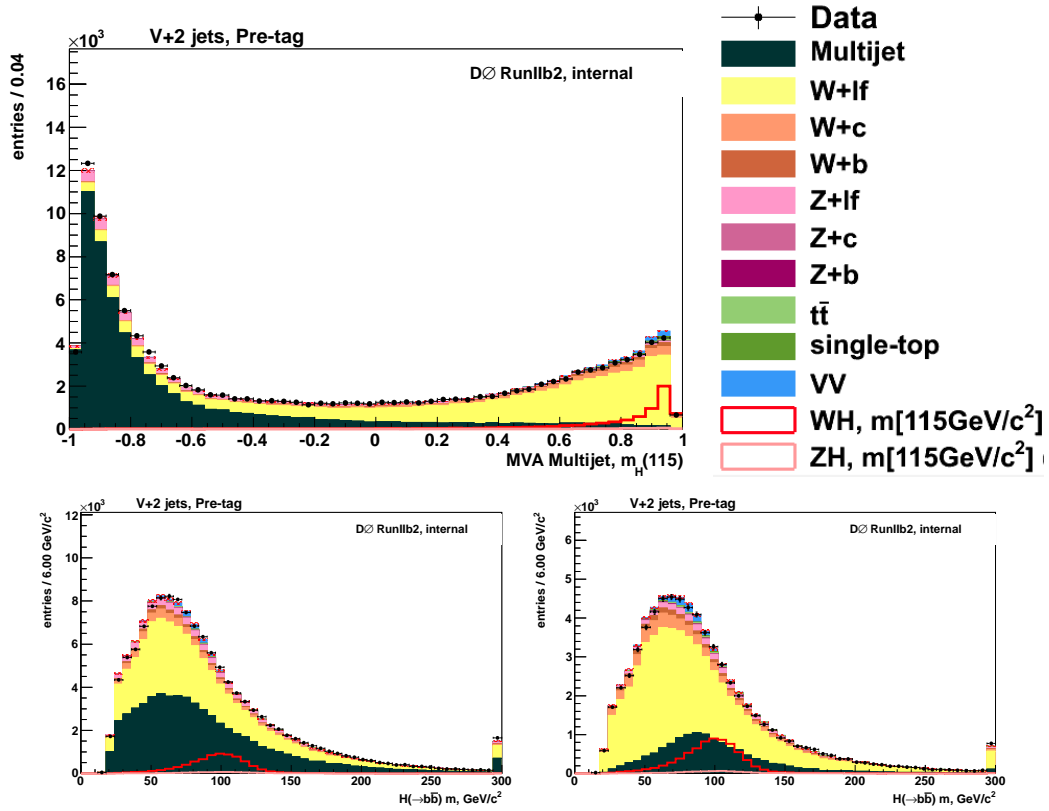 ×10³
V+2 jets, Pre-tag
DØ RunIIb2, internal
entries / 0.04
16
14
12
10
8
6
4
2
0
-1 -0.8 -0.6 -0.4 -0.2 0 0.2 0.4 0.6 0.8 1
MVA Multijet, m_H(115)
Data
Multijet
W+lf
W+c
W+b
Z+lf
Z+c
Z+b
tt̄
single-top
VV
WH, m[115GeV/c²]
ZH, m[115GeV/c²]
×10³
V+2 jets, Pre-tag
DØ RunIIb2, internal
entries / 6.00 GeV/c²
12
10
8
6
4
2
0
0 50 100 150 200 250 300
H(→bb̄) m, GeV/c²
×10³
V+2 jets, Pre-tag
DØ RunIIb2, internal
entries / 6.00 GeV/c²
6
5
4
3
2
1
0
0 50 100 150 200 250 300
H(→bb̄) m, GeV/c²